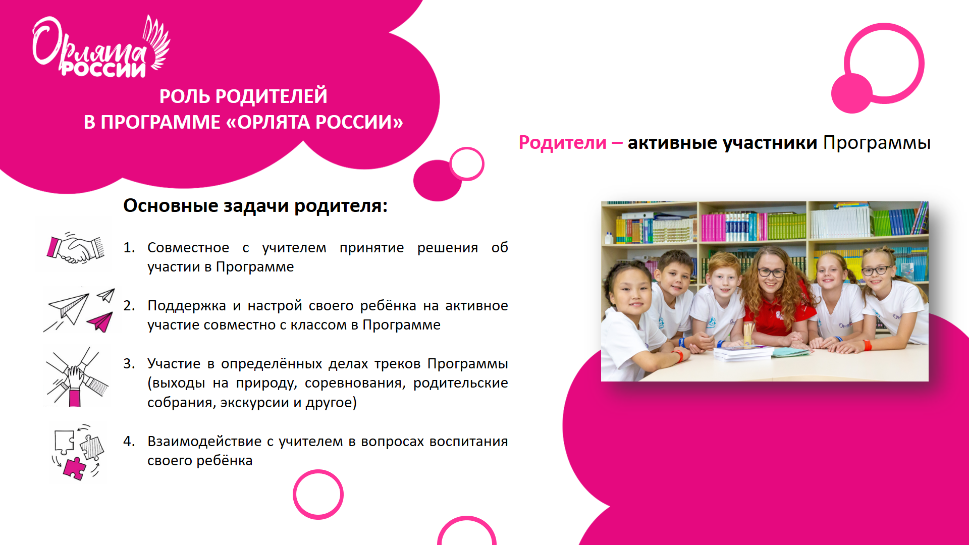 Орлята
РОССИИ
РОЛЬ РОДИТЕЛЕЙ
В ПРОГРАММЕ «ОРЛЯТА РОССИИ»
Родители – активные участники Программы
Основные задачи родителя:
1. Совместное с учителем принятие решения об
участии в Программе
2. Поддержка и настрой своего ребёнка на активное
участие совместно с классом в Программе
3. Участие в определённых делах треков Программы
(выходы на природу, соревнования, родительские
собрания, экскурсии и другое)
4. Взаимодействие с учителем в вопросах воспитания
своего ребёнка